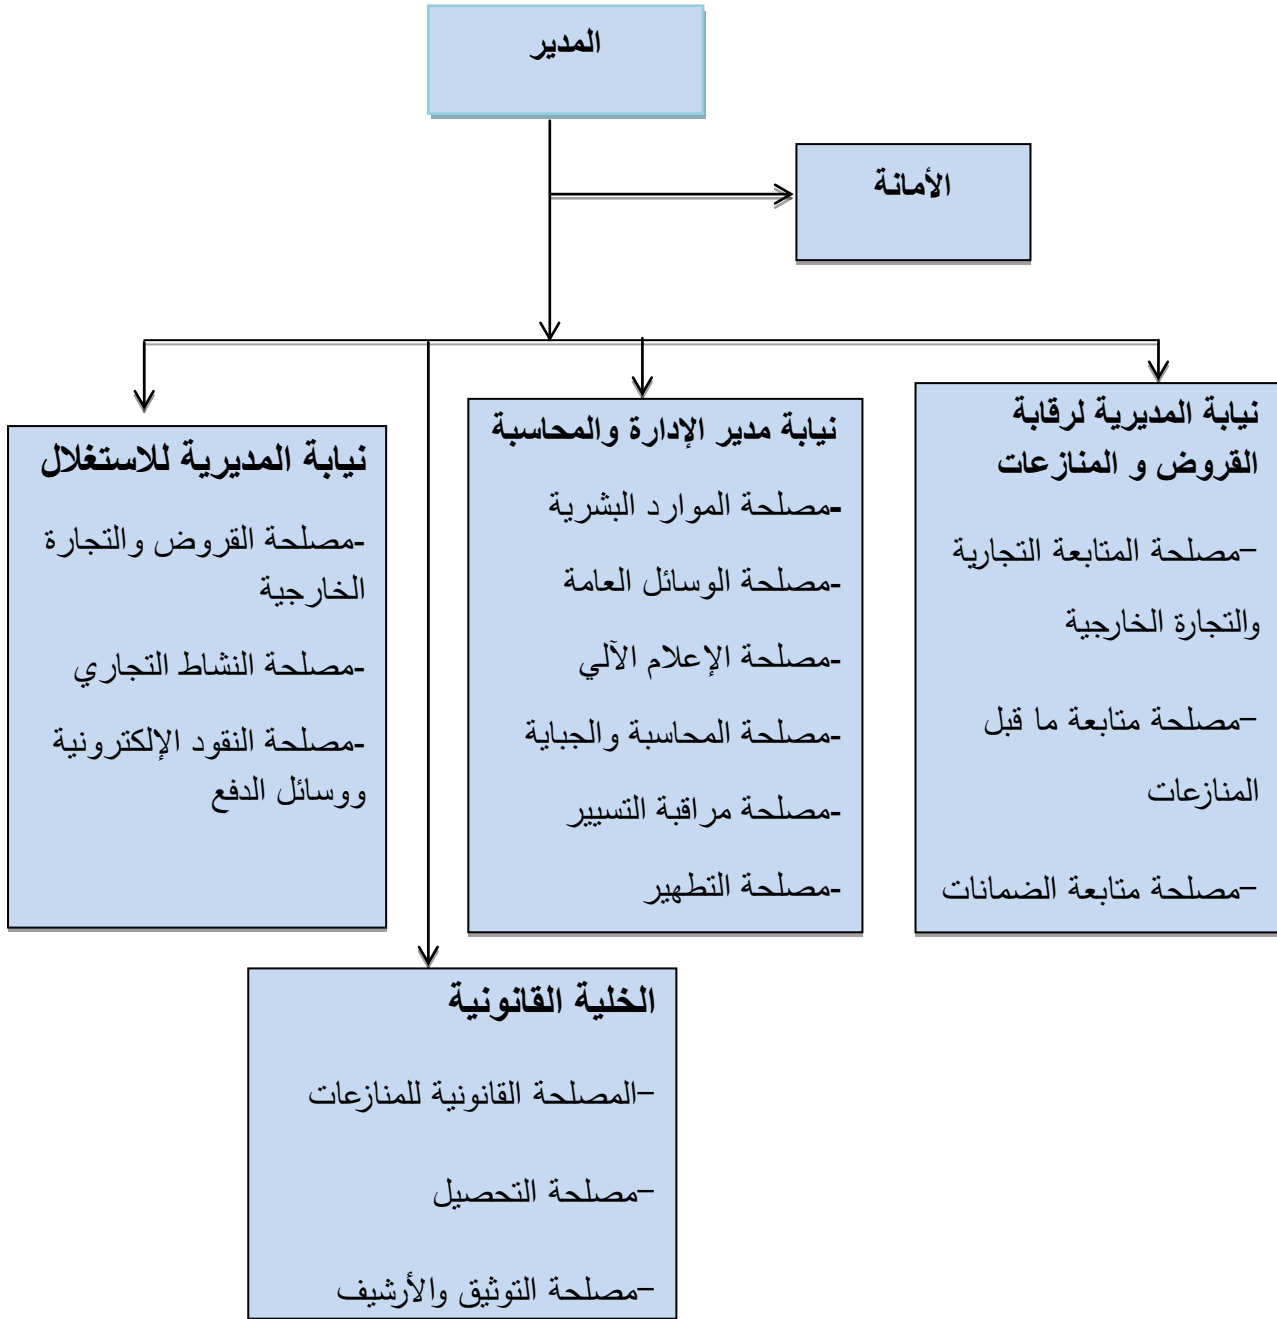 المدير
الأمانة
نيابة المديرية لرقابة
القروض و المنازعات
–مصلحة المتابعة التجارية
والتجارة الخارجية
–مصلحة متابعة ما قبل
المنازعات
–مصلحة متابعة الضمانات
نيابة مدير الإدارة والمحاسبة
-مصلحة الموارد البشرية
-مصلحة الوسائل العامة
-مصلحة الإعلام الآلي
-مصلحة المحاسبة والجباية
-مصلحة مراقبة التسيير
-مصلحة التطهير
نيابة المديرية للاستغلال
-مصلحة القروض والتجارة
الخارجية
-مصلحة النشاط التجاري
-مصلحة النقود الإلكترونية
ووسائل الدفع
الخلية القانونية
–المصلحة القانونية للمنازعات
–مصلحة التحصيل
–مصلحة التوثيق والأرشيف